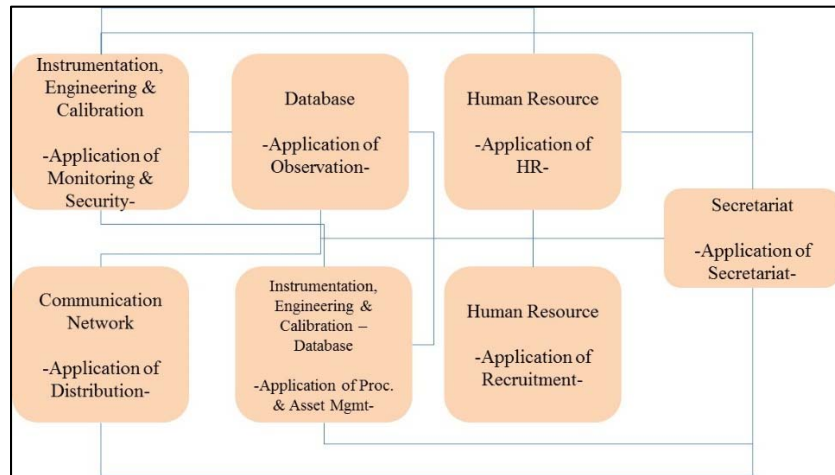 Instrumentation,
Engineering &
Calibration
-Application of
Monitoring &
Security-
Database
-Application of
Observation-
Human Resource
-Application of
HR-
Secretariat
-Application of
Secretariat-
Communication
Network
-Application of
Distribution-
Instrumentation,
Engineering &
Calibration –
Database
-Application of Proc.
& Asset Mgmt-
Human Resource
-Application of
Recruitment-